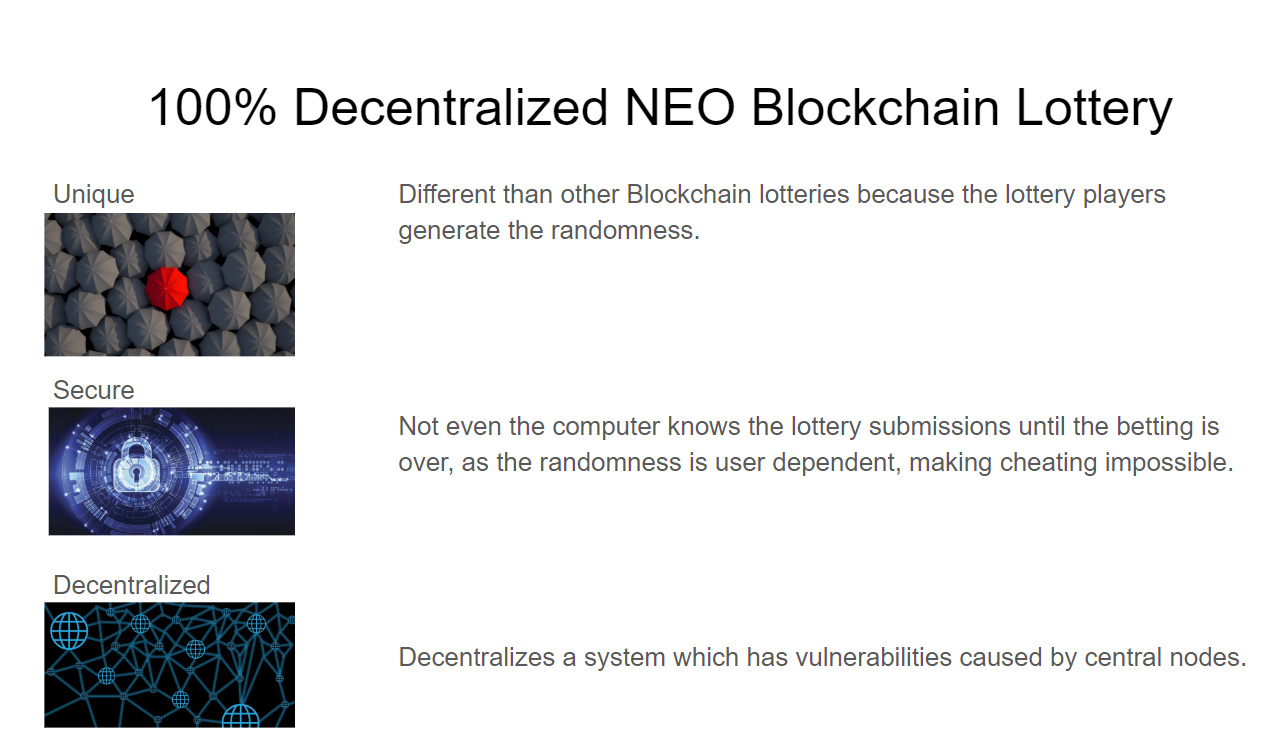 100% Decentralized NEO Blockchain Lottery
Unique
Different than other Blockchain lotteries because the lottery players
generate the randomness.
Secure
Not even the computer knows the lottery submissions until the betting is
over, as the randomness is user dependent, making cheating impossible.
Decentralized
Decentralizes a system which has vulnerabilities caused by central nodes.